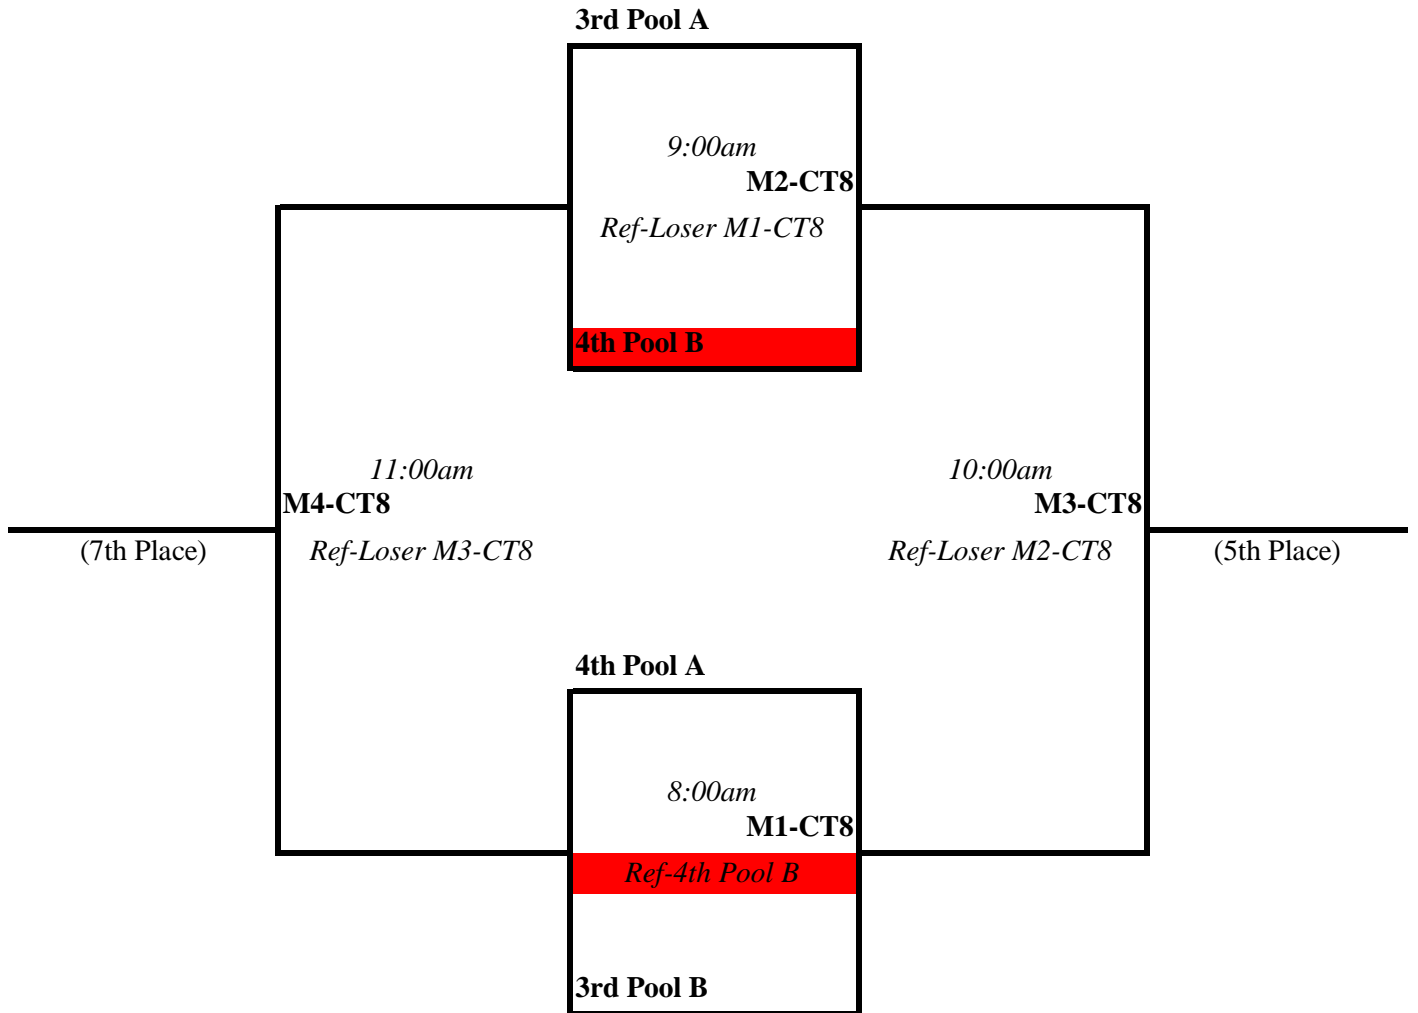 3rd Pool A
9:00am
M2-CT8
Ref-Loser M1-CT8
4th Pool B
11:00am
M4-CT8
Ref-Loser M3-CT8
(7th Place)
10:00am
M3-CT8
Ref-Loser M2-CT8
(5th Place)
4th Pool A
8:00am
M1-CT8
Ref-4th Pool B
3rd Pool B